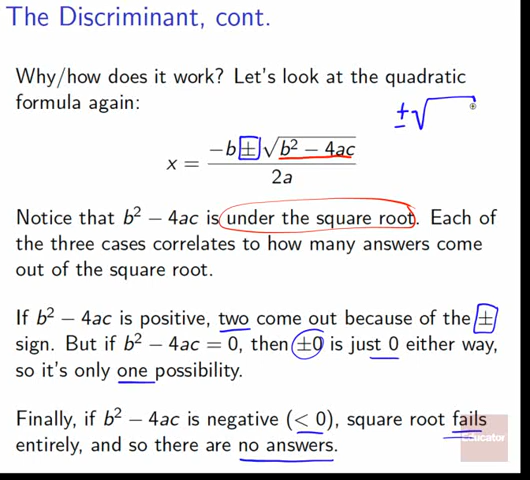 The Discriminant, cont.
Why/how does it work? Let's look at the quadratic
formula again:
±√
x = (-b ± √(b² − 4ac)) / 2a
Notice that b² − 4ac is under the square root. Each of
the three cases correlates to how many answers come
out of the square root.
If b² − 4ac is positive, two come out because of the ±
sign. But if b² − 4ac = 0, then ±0 is just 0 either way,
so it's only one possibility.
Finally, if b² − 4ac is negative (< 0), square root fails
entirely, and so there are no answers.
Educator